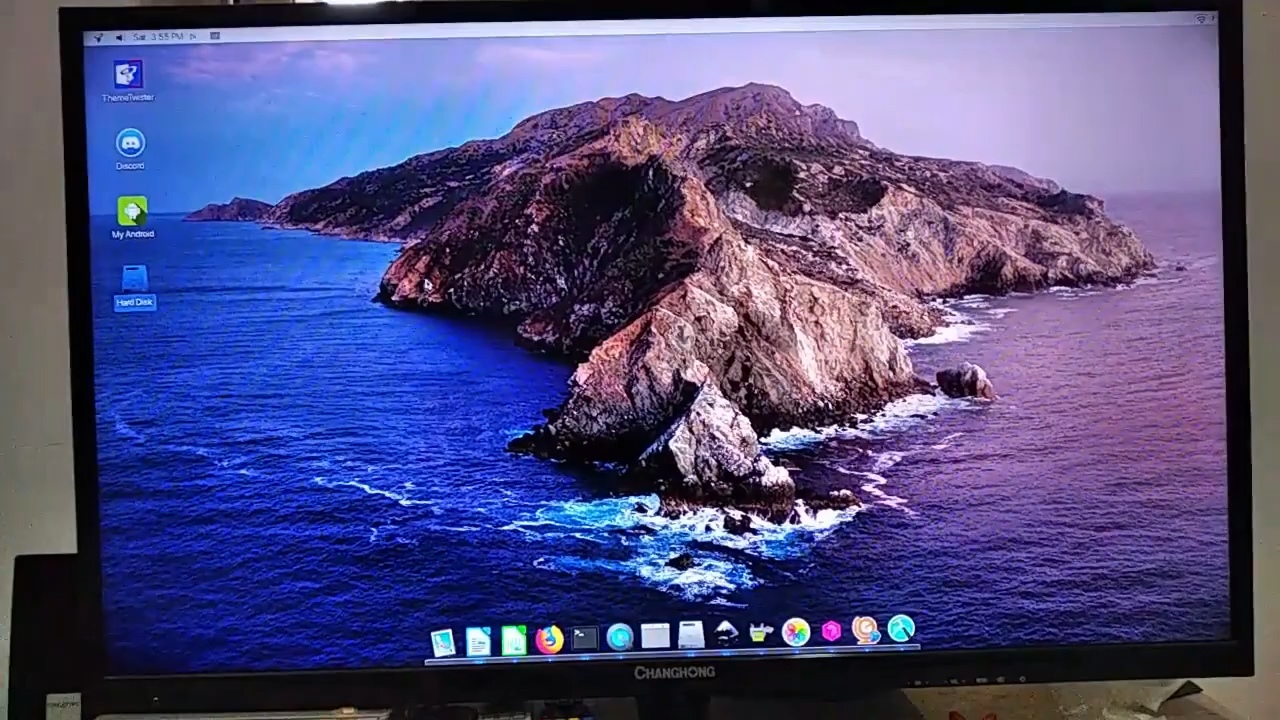 Sat 3:55 PM
ThemeTwister
Discord
My Android
Hard Disk
CHANGHONG